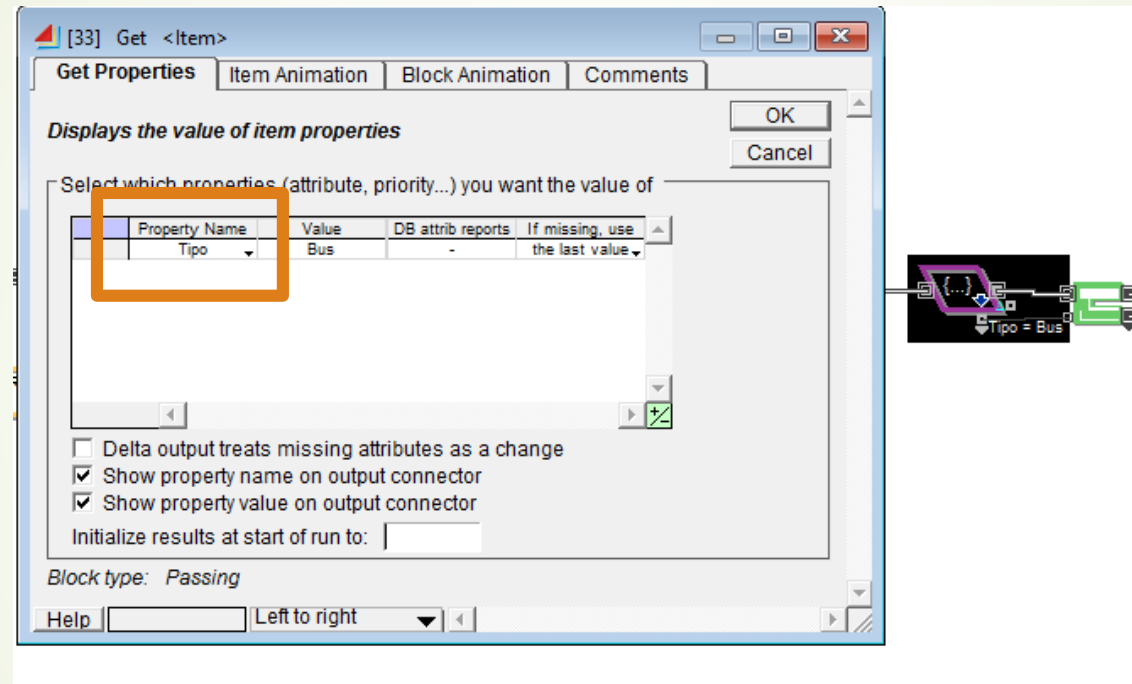 [33] Get <Item>
Get Properties Item Animation Block Animation Comments
Displays the value of item properties
OK
Cancel
Select which properties (attribute, priority...) you want the value of
Property Name Value DB attrib reports If missing, use
Tipo Bus - the last value
+/-
Delta output treats missing attributes as a change
Show property name on output connector
Show property value on output connector
Initialize results at start of run to:
Block type: Passing
Help Left to right
{...}
Tipo = Bus